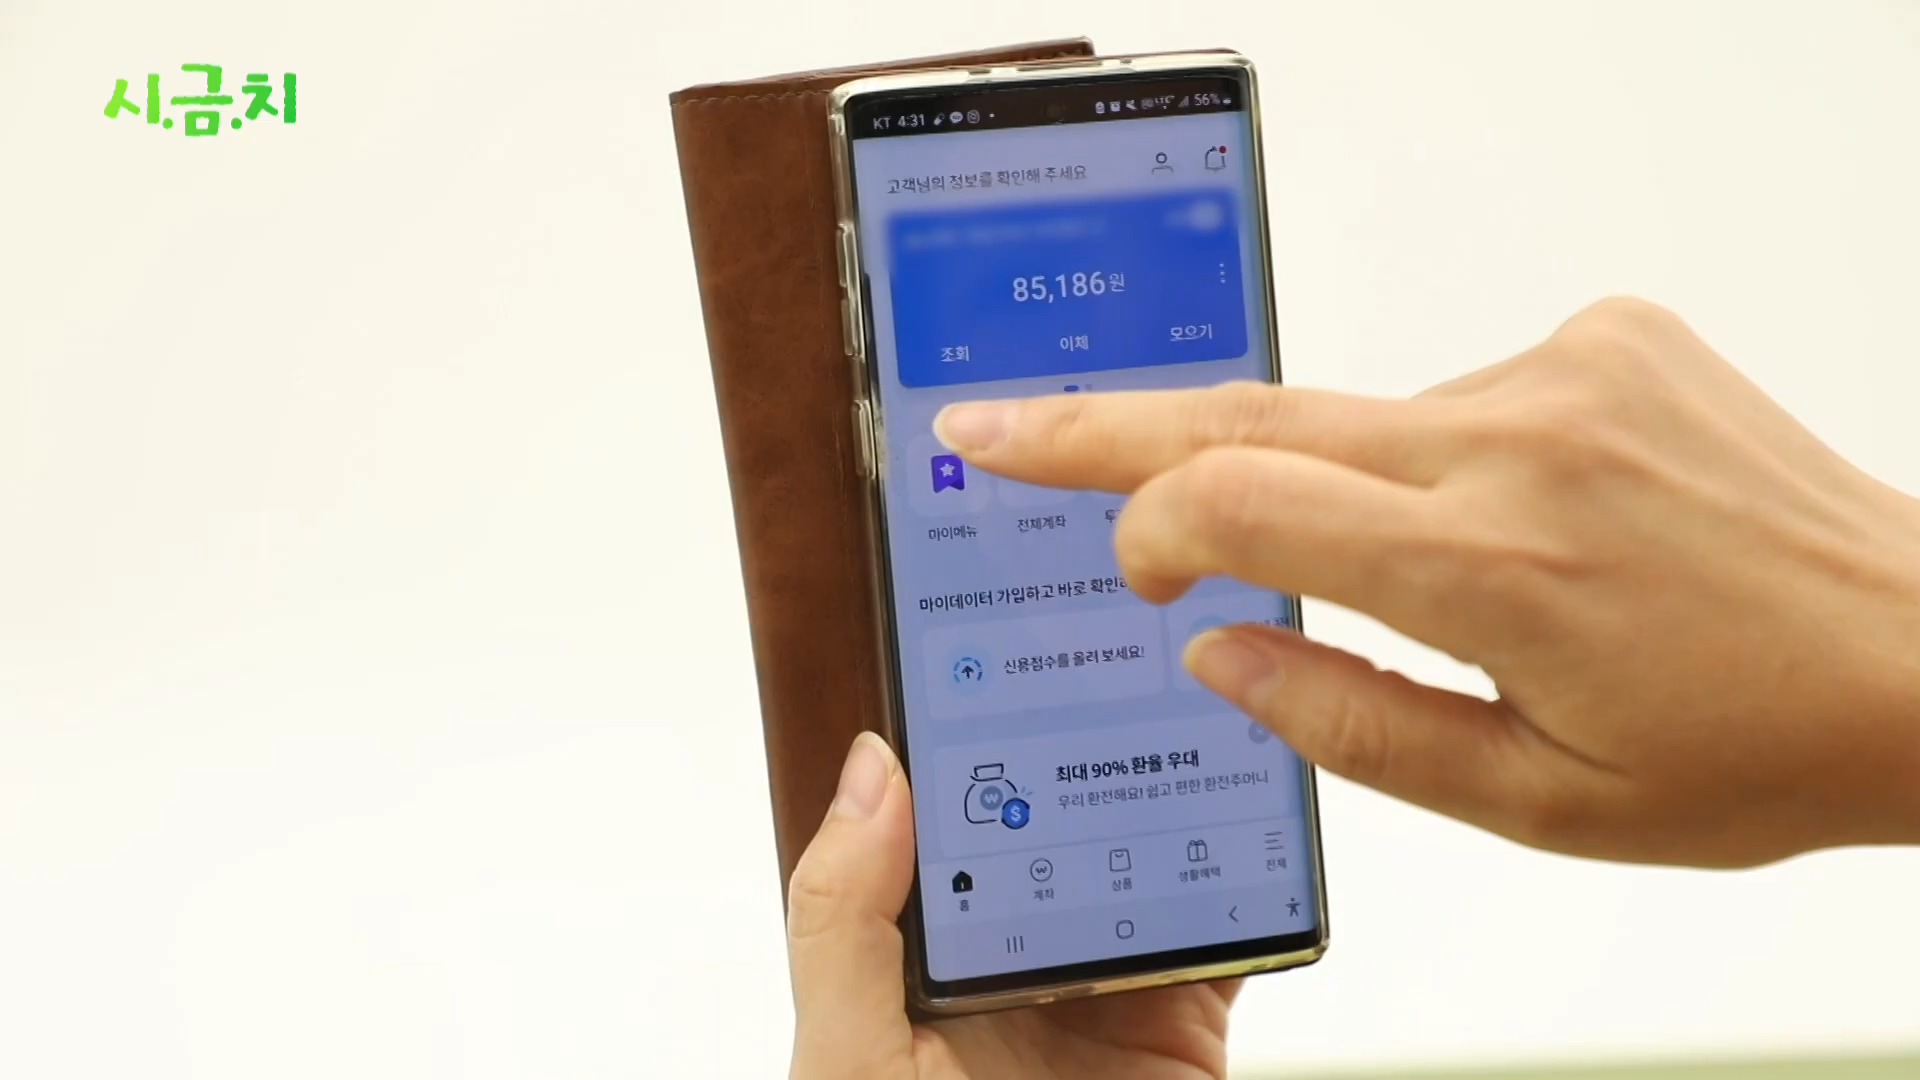 시.금.치
KT 4:31
56%
고객님의 정보를 확인해 주세요
85,186원
조회 이체 모으기
마이메뉴 전체계좌
마이데이터 가입하고 바로
신용점수를 올려 보세요!
최대 90% 환율 우대
우리 환전해요! 쉽고 편한 환전주머니
홈 계좌 상품 생활혜택 전체